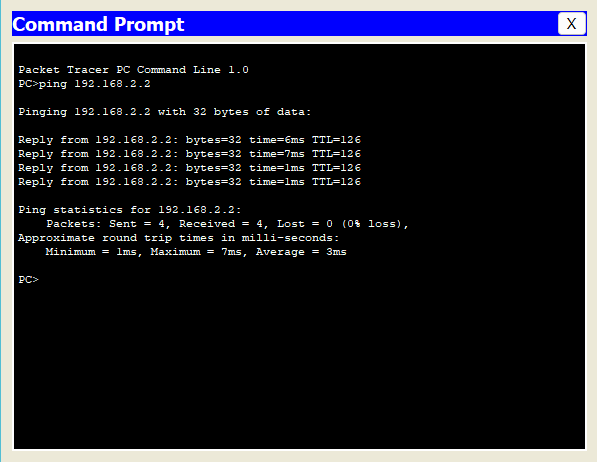 Command Prompt
X
Packet Tracer PC Command Line 1.0
PC>ping 192.168.2.2
Pinging 192.168.2.2 with 32 bytes of data:
Reply from 192.168.2.2: bytes=32 time=6ms TTL=126
Reply from 192.168.2.2: bytes=32 time=7ms TTL=126
Reply from 192.168.2.2: bytes=32 time=1ms TTL=126
Reply from 192.168.2.2: bytes=32 time=1ms TTL=126
Ping statistics for 192.168.2.2:
    Packets: Sent = 4, Received = 4, Lost = 0 (0% loss),
Approximate round trip times in milli-seconds:
    Minimum = 1ms, Maximum = 7ms, Average = 3ms
PC>